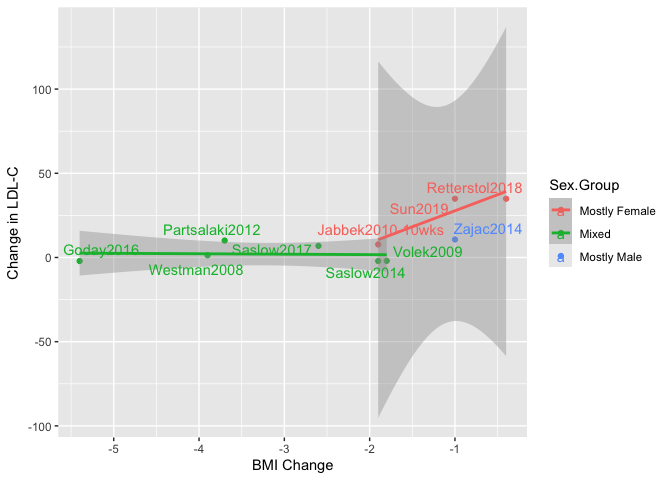 100
50
0
-50
-100
Change in LDL-C
Retterstol2018
Sun2019
Partsalaki2012
Jabbek2010-10wks
Zajac2014
Goday2016
Saslow2017
Volek2009
Westman2008
Saslow2014
-5
-4
-3
-2
-1
BMI Change
Sex.Group
Mostly Female
Mixed
Mostly Male